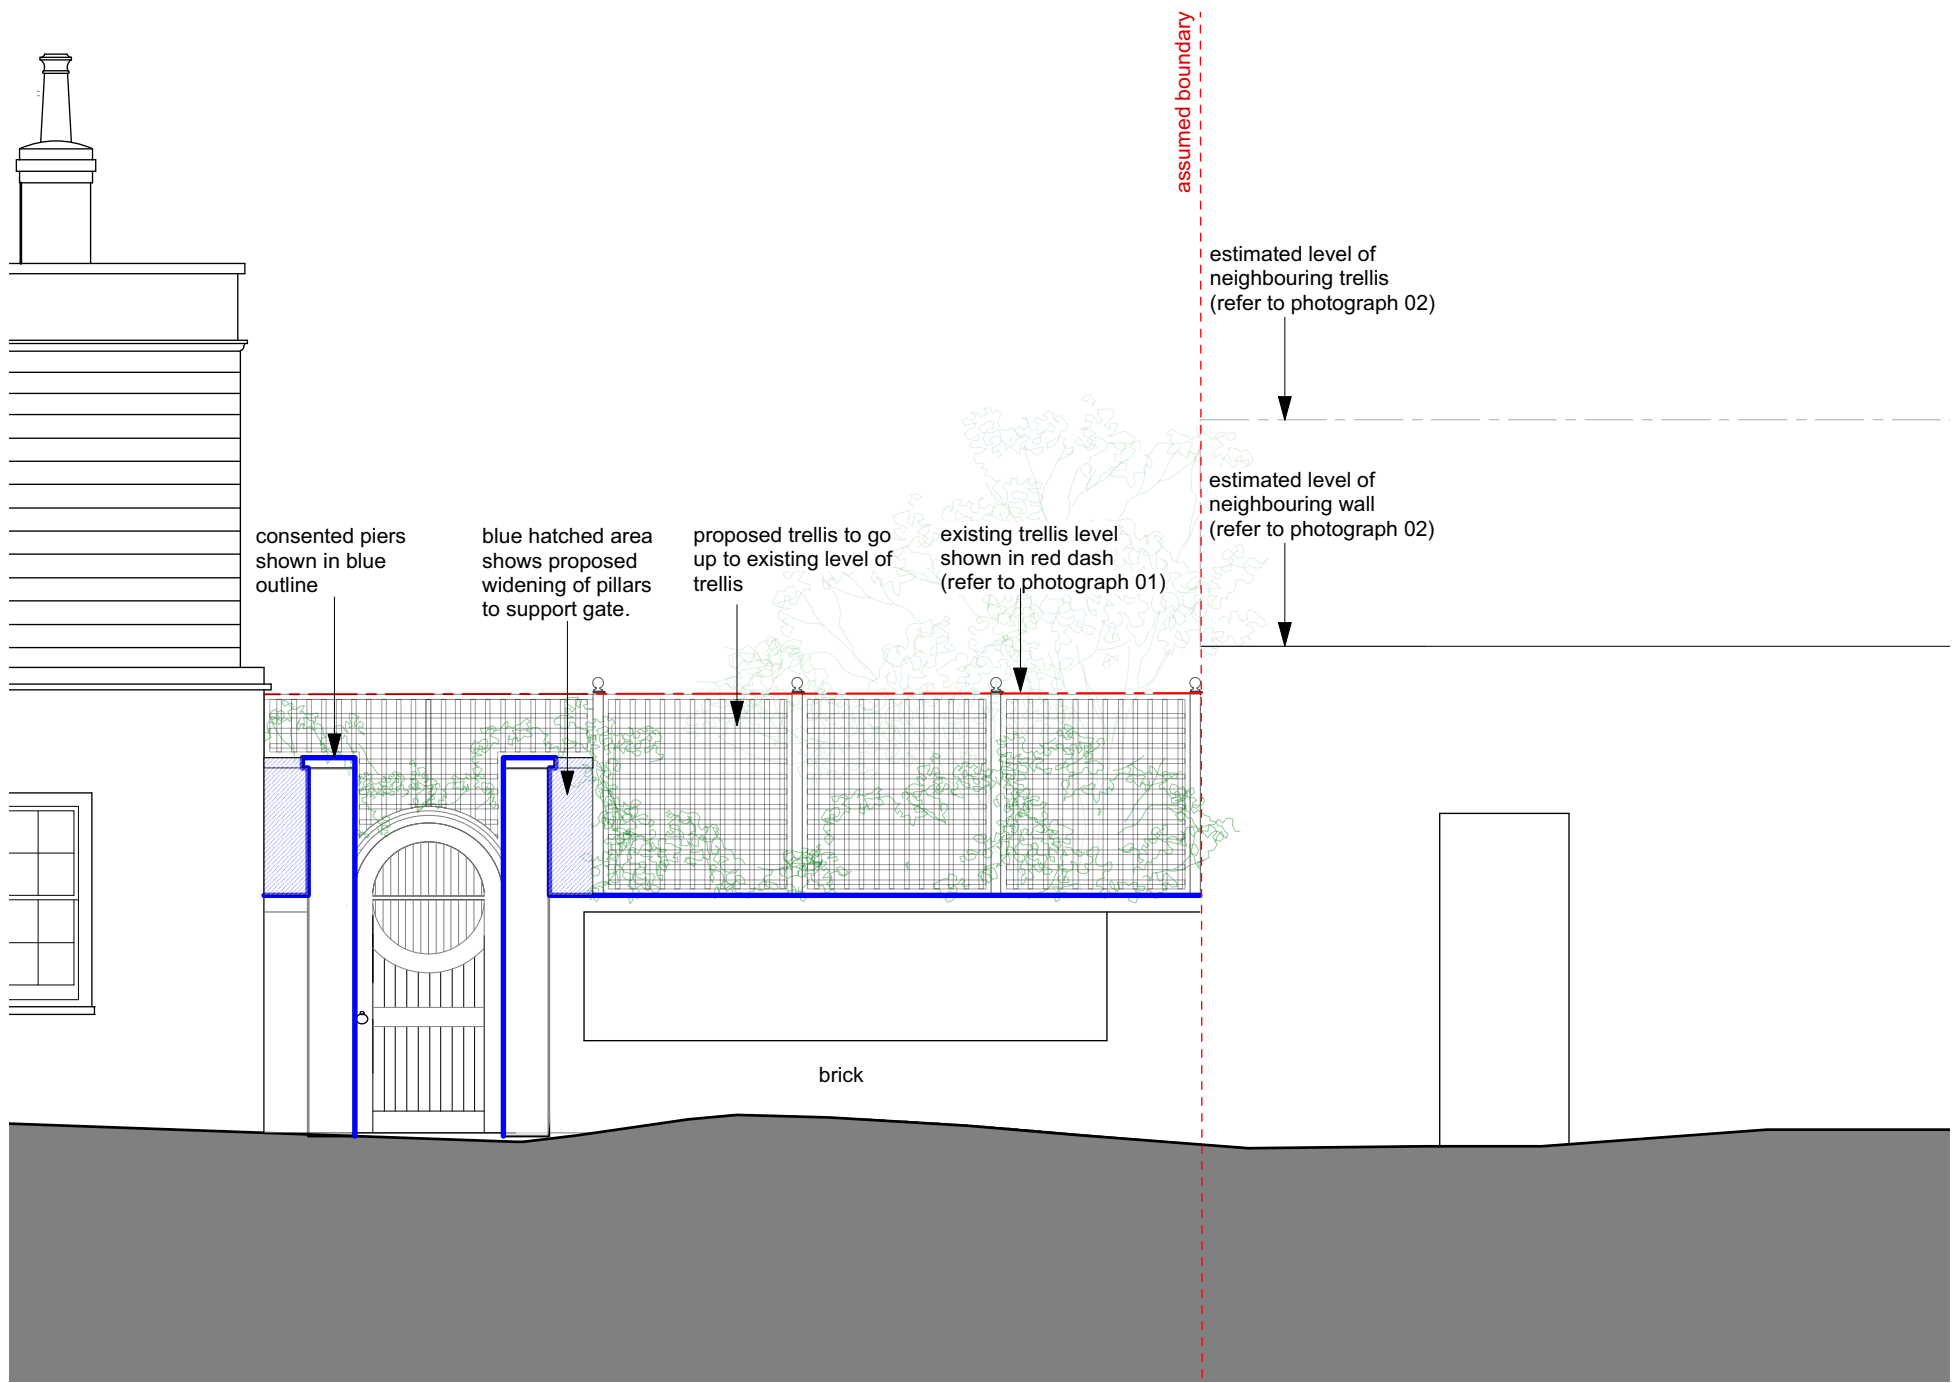 assumed boundary
estimated level of
neighbouring trellis
(refer to photograph 02)
estimated level of
neighbouring wall
(refer to photograph 02)
consented piers
shown in blue
outline
blue hatched area
shows proposed
widening of pillars
to support gate.
proposed trellis to go
up to existing level of
trellis
existing trellis level
shown in red dash
(refer to photograph 01)
brick